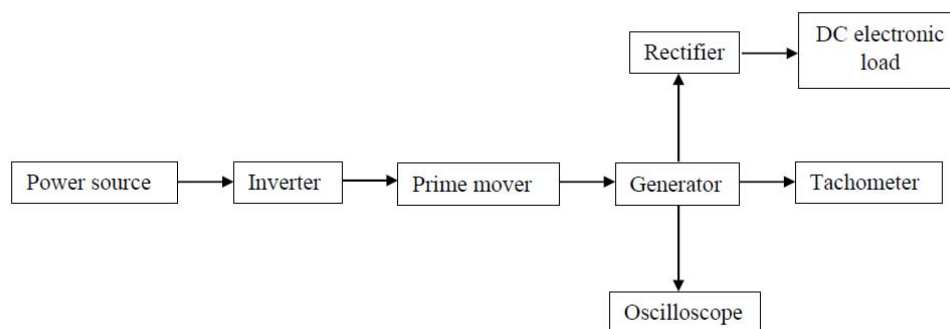 Rectifier
DC electronic
load
Power source
Inverter
Prime mover
Generator
Tachometer
Oscilloscope